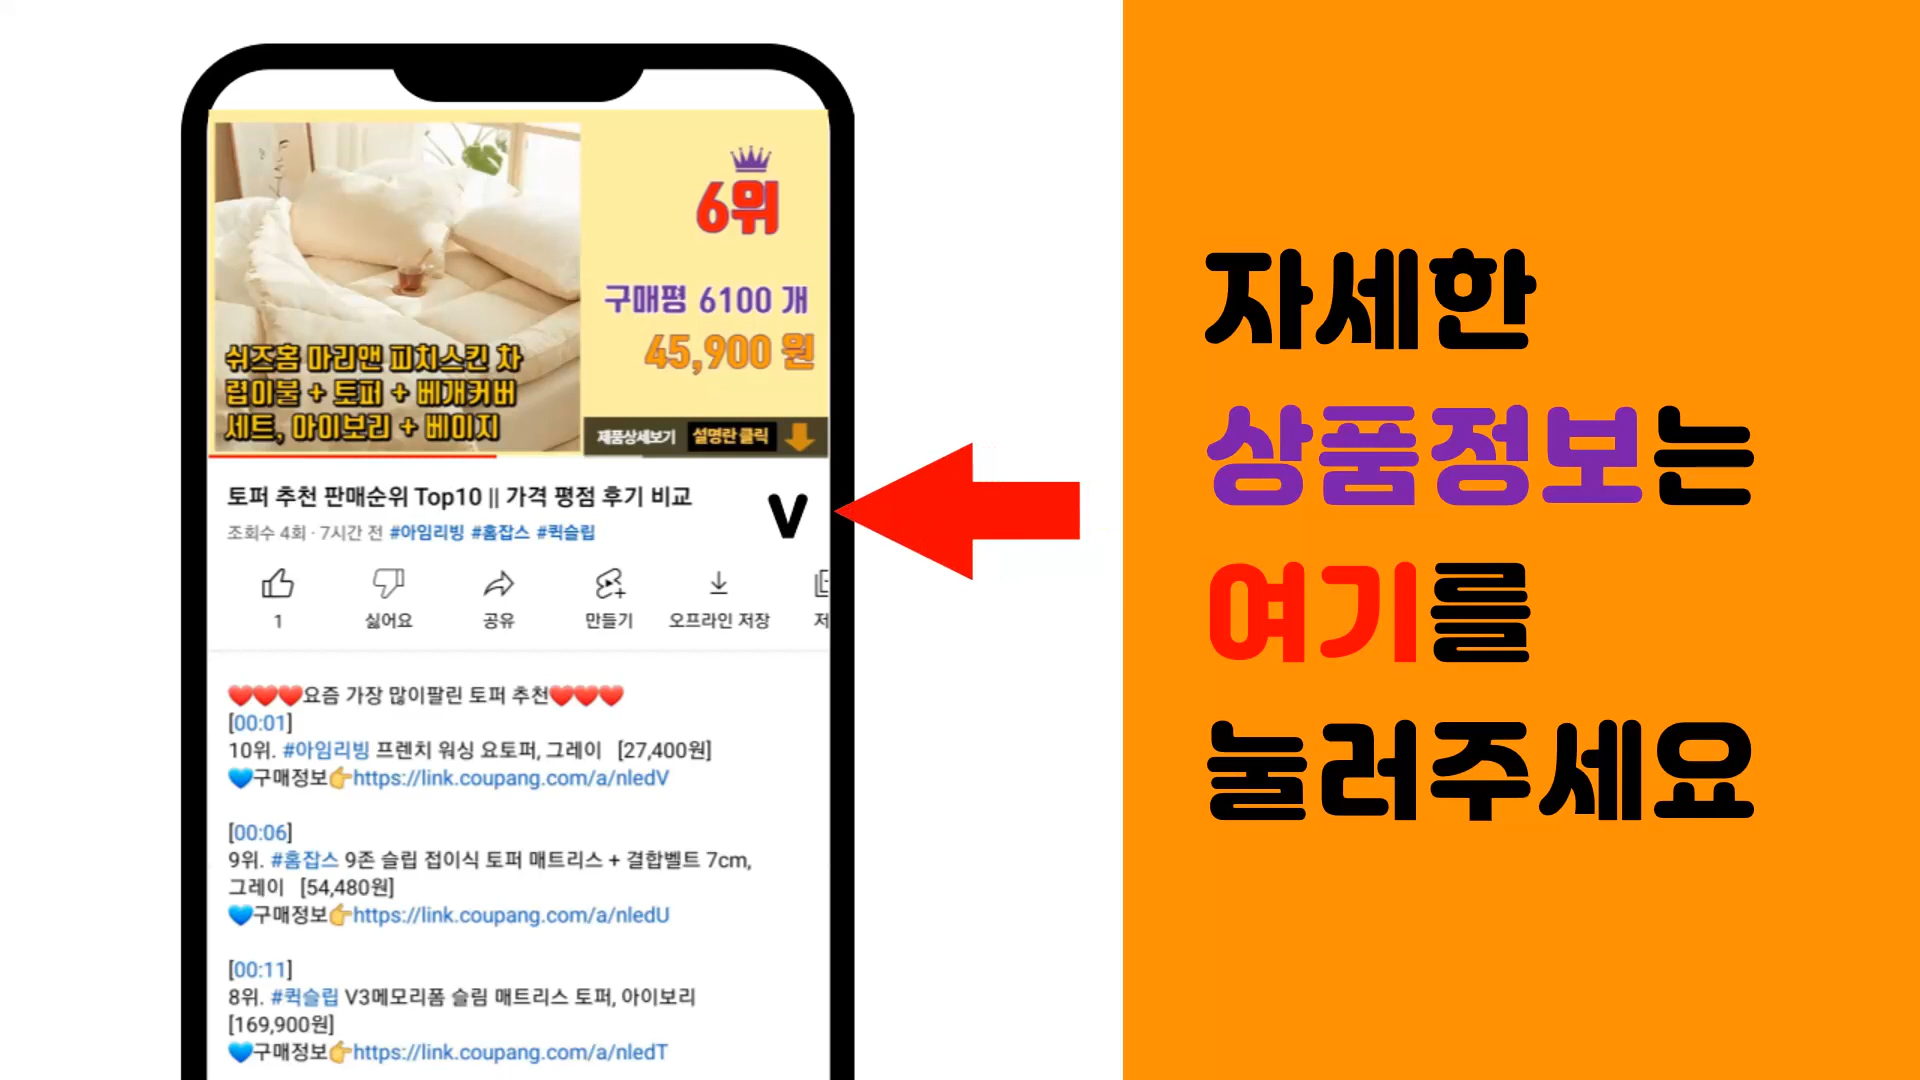 6위
구매평 6100 개
45,900 원
쉬즈홈 마리앤 피치스킨 차
렵이불 + 토퍼 + 베개커버
세트, 아이보리 + 베이지
제품상세보기 설명란 클릭
토퍼 추천 판매순위 Top10 || 가격 평점 후기 비교
V
조회수 4회 · 7시간 전 #아임리빙 #홈잡스 #퀵슬립
1 싫어요 공유 만들기 오프라인 저장 저
❤️❤️❤️요즘 가장 많이팔린 토퍼 추천❤️❤️❤️
[00:01]
10위. #아임리빙 프렌치 워싱 요토퍼, 그레이 [27,400원]
💙구매정보👉https://link.coupang.com/a/nledV
[00:06]
9위. #홈잡스 9존 슬립 접이식 토퍼 매트리스 + 결합벨트 7cm,
그레이 [54,480원]
💙구매정보👉https://link.coupang.com/a/nledU
[00:11]
8위. #퀵슬립 V3메모리폼 슬림 매트리스 토퍼, 아이보리
[169,900원]
💙구매정보👉https://link.coupang.com/a/nledT
자세한
상품정보는
여기를
눌러주세요